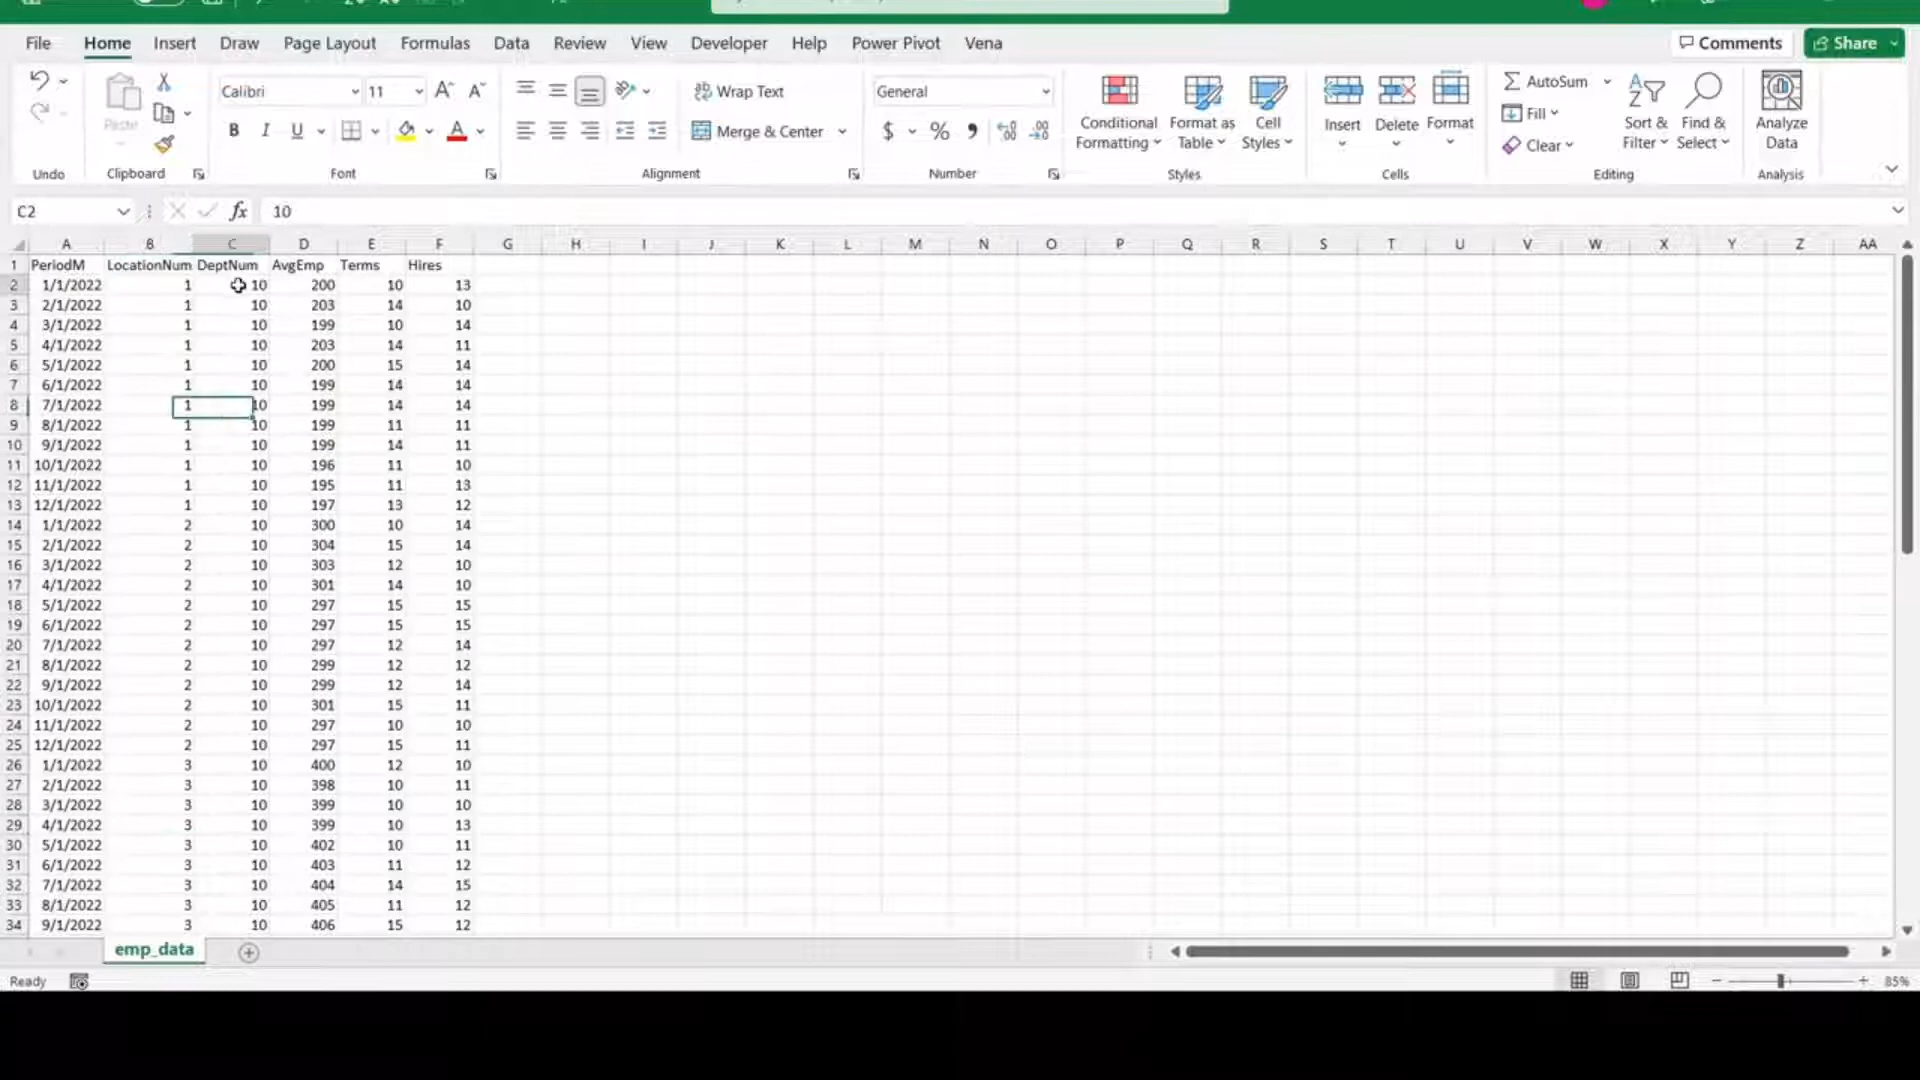 File Home Insert Draw Page Layout Formulas Data Review View Developer Help Power Pivot Vena Comments Share
Calibri 11 Wrap Text General AutoSum
Paste B I U Merge & Center $ % Conditional Formatting Format as Table Cell Styles Insert Delete Format Fill Clear Sort & Filter Find & Select Analyze Data
Undo Clipboard Font Alignment Number Styles Cells Editing Analysis
C2 fx 10
A B C D E F G H I J K L M N O P Q R S T U V W X Y Z AA
1 PeriodM LocationNum DeptNum AvgEmp Terms Hires
2 1/1/2022 1 10 200 10 13
3 2/1/2022 1 10 203 14 10
4 3/1/2022 1 10 199 10 14
5 4/1/2022 1 10 203 14 11
6 5/1/2022 1 10 200 15 14
7 6/1/2022 1 10 199 14 14
8 7/1/2022 1 10 199 14 14
9 8/1/2022 1 10 199 11 11
10 9/1/2022 1 10 199 14 11
11 10/1/2022 1 10 196 11 10
12 11/1/2022 1 10 195 11 13
13 12/1/2022 1 10 197 13 12
14 1/1/2022 2 10 300 10 14
15 2/1/2022 2 10 304 15 14
16 3/1/2022 2 10 303 12 10
17 4/1/2022 2 10 301 14 10
18 5/1/2022 2 10 297 15 15
19 6/1/2022 2 10 297 15 15
20 7/1/2022 2 10 297 12 14
21 8/1/2022 2 10 299 12 12
22 9/1/2022 2 10 299 12 14
23 10/1/2022 2 10 301 15 11
24 11/1/2022 2 10 297 10 10
25 12/1/2022 2 10 297 15 11
26 1/1/2022 3 10 400 12 10
27 2/1/2022 3 10 398 10 11
28 3/1/2022 3 10 399 10 10
29 4/1/2022 3 10 399 10 13
30 5/1/2022 3 10 402 10 11
31 6/1/2022 3 10 403 11 12
32 7/1/2022 3 10 404 14 15
33 8/1/2022 3 10 405 11 12
34 9/1/2022 3 10 406 15 12
emp_data
Ready 85%